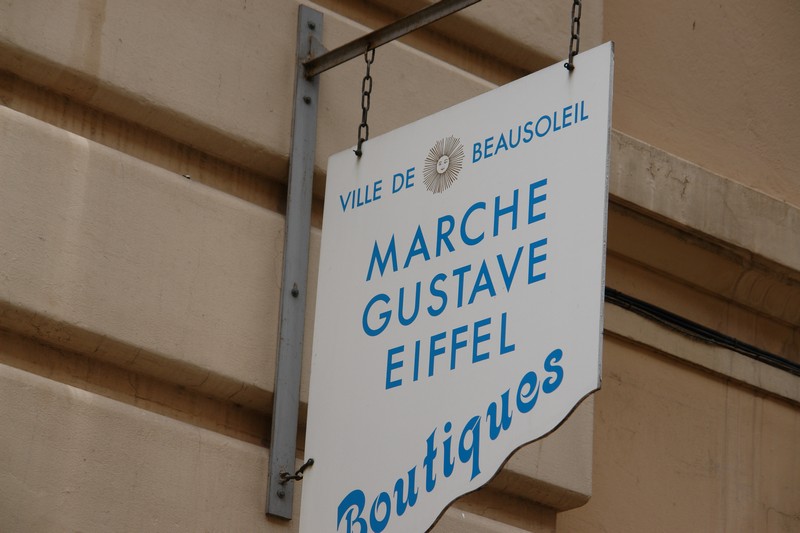 VILLE DE BEAUSOLEIL
MARCHE
GUSTAVE
EIFFEL
Boutiques